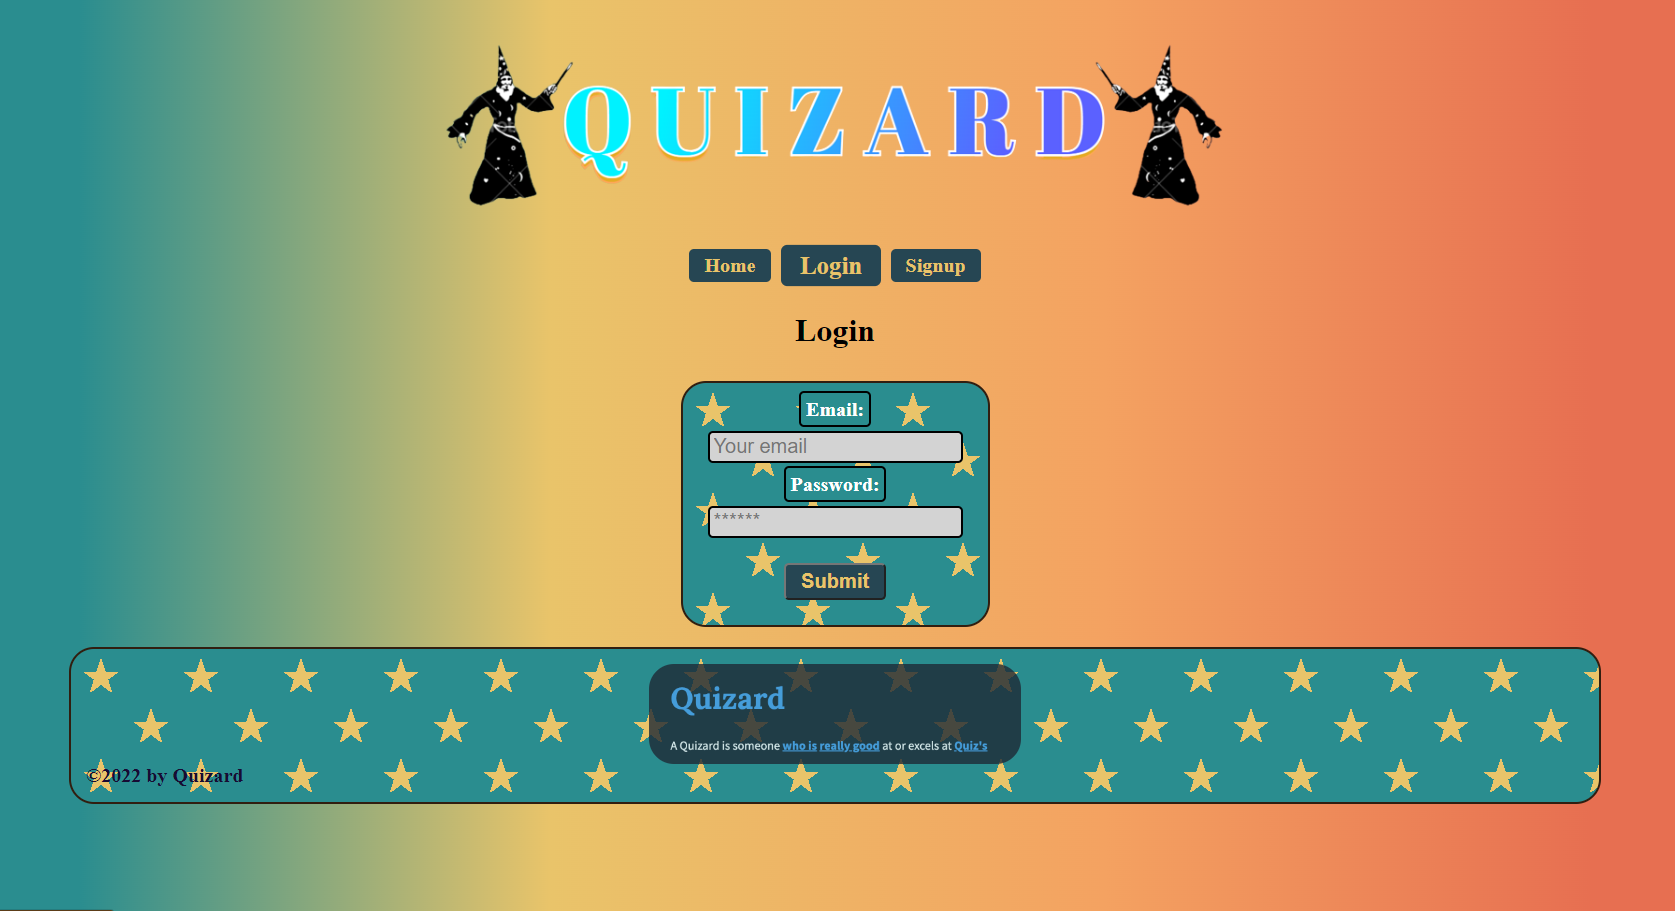 QUIZARD
Home Login Signup
Login
Email:
Your email
Password:
******
Submit
Quizard
A Quizard is someone who is really good at or excels at Quiz's
©2022 by Quizard